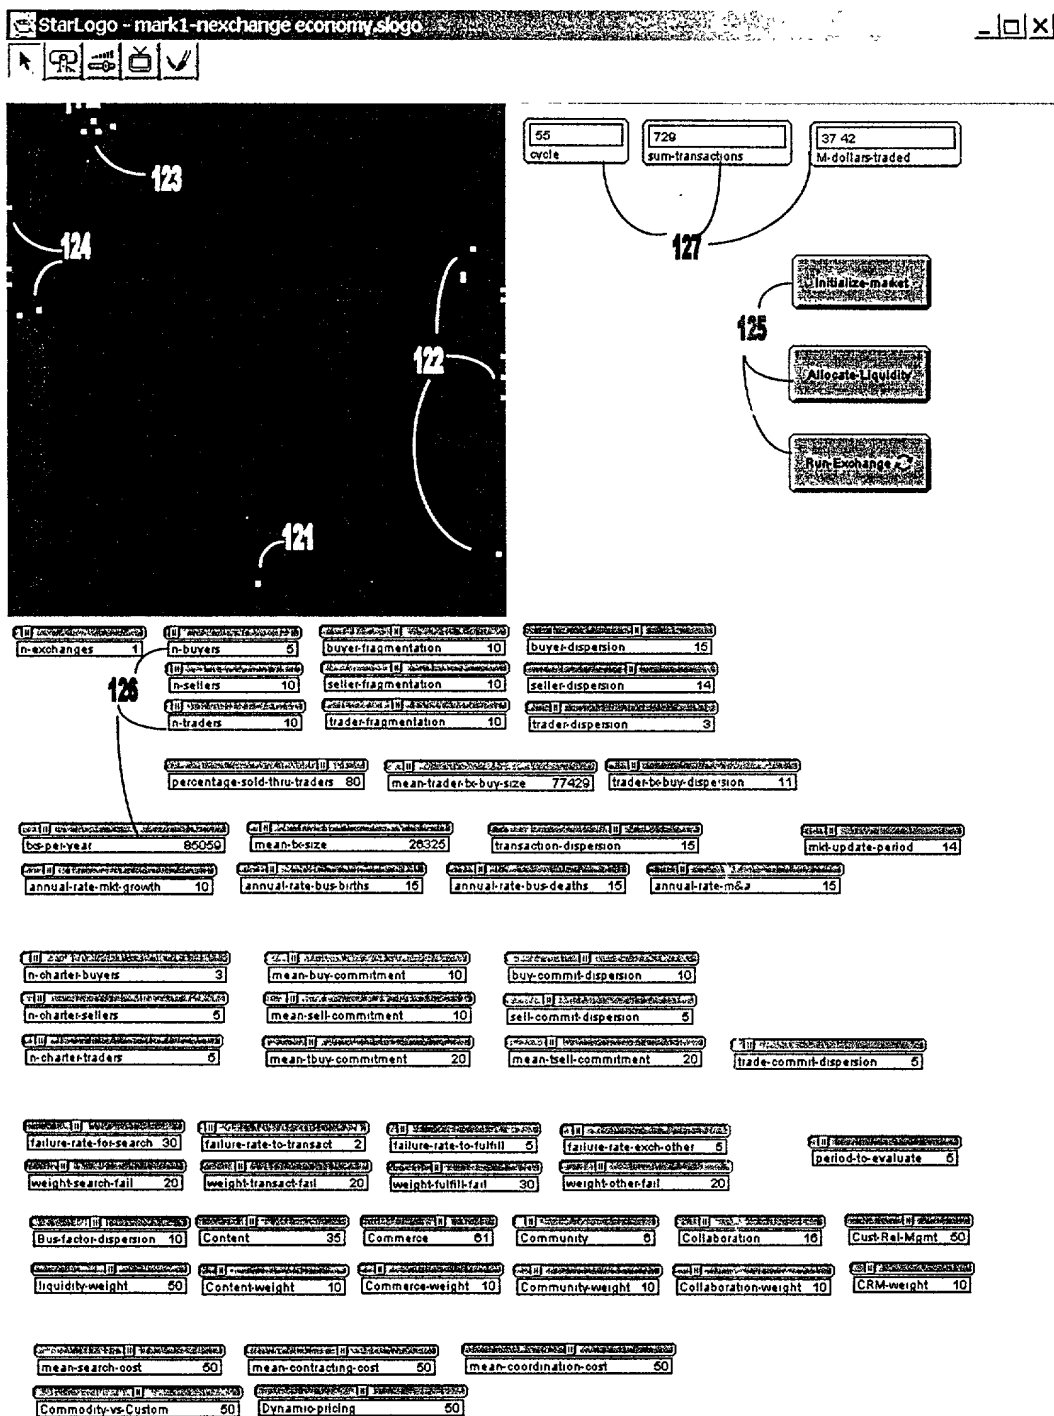 StarLogo - mark1-nexchange economy.slogo
55 729 37 42
cycle sum-transactions M-dollars-traded
123
124
127
Initialize-market
125
122
Allocate-Liquidity
Run-Exchange
121
n-exchanges 1 n-buyers 5 buyer-fragmentation 10 buyer-dispersion 15
126 n-sellers 10 seller-fragmentation 10 seller-dispersion 14
n-traders 10 trader-fragmentation 10 trader-dispersion 3
percentage-sold-thru-traders 80 mean-trader-tx-buy-size 77429 trader-tx-buy-dispersion 11
txs-per-year 85059 mean-tx-size 26325 transaction-dispersion 15 mkt-update-period 14
annual-rate-mkt-growth 10 annual-rate-bus-births 15 annual-rate-bus-deaths 15 annual-rate-m&a 15
n-charter-buyers 3 mean-buy-commitment 10 buy-commit-dispersion 10
n-charter-sellers 5 mean-sell-commitment 10 sell-commit-dispersion 5
n-charter-traders 5 mean-tbuy-commitment 20 mean-tsell-commitment 20 trade-commit-dispersion 5
failure-rate-for-search 30 failure-rate-to-transact 2 failure-rate-to-fulfill 5 failure-rate-exch-other 5 period-to-evaluate 5
weight-search-fail 20 weight-transact-fail 20 weight-fulfill-fail 30 weight-other-fail 20
Bus-factor-dispersion 10 Content 35 Commerce 61 Community 6 Collaboration 16 Cust-Rel-Mgmt 50
liquidity-weight 50 Content-weight 10 Commerce-weight 10 Community-weight 10 Collaboration-weight 10 CRM-weight 10
mean-search-cost 50 mean-contracting-cost 50 mean-coordination-cost 50
Commodity-vs-Custom 50 Dynamic-pricing 50